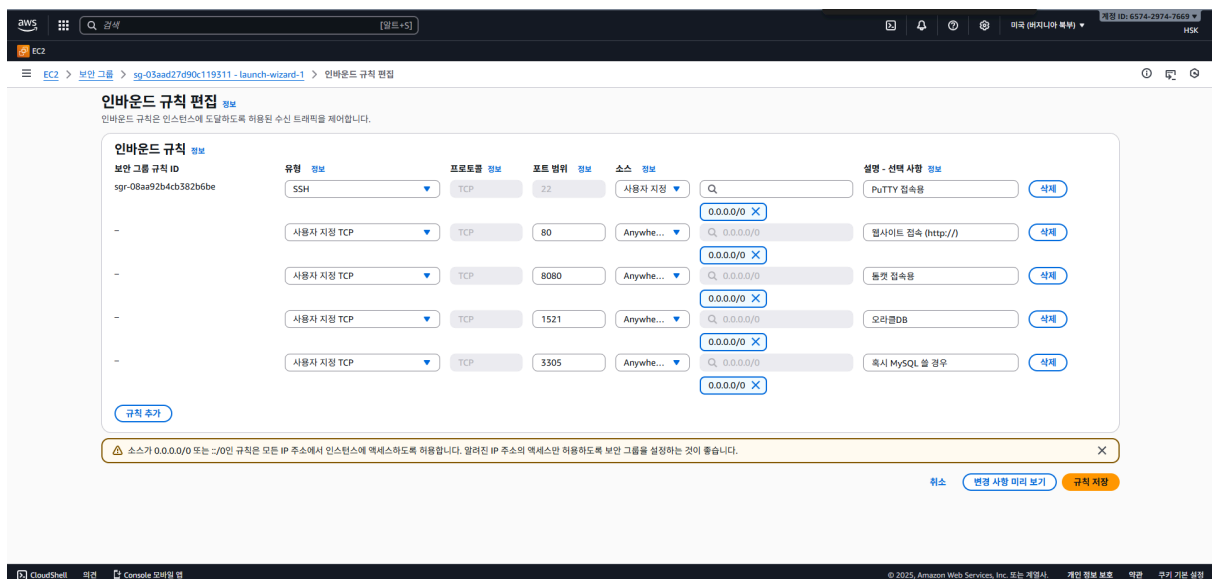 aws
검색
[알트+S]
미국 (버지니아 북부) ▼
계정 ID: 6574-2974-7669 ▼
HSK
EC2
EC2 > 보안 그룹 > sg-03aad27d90c119311 - launch-wizard-1 > 인바운드 규칙 편집
인바운드 규칙 편집 정보
인바운드 규칙은 인스턴스에 도달하도록 허용된 수신 트래픽을 제어합니다.
인바운드 규칙 정보
보안 그룹 규칙 ID 유형 정보 프로토콜 정보 포트 범위 정보 소스 정보 설명 - 선택 사항 정보
sgr-08aa92b4cb382b6be SSH TCP 22 사용자 지정 PuTTY 접속용 삭제
0.0.0.0/0
– 사용자 지정 TCP TCP 80 Anywhe... 0.0.0.0/0 웹사이트 접속 (http://) 삭제
0.0.0.0/0
– 사용자 지정 TCP TCP 8080 Anywhe... 0.0.0.0/0 톰캣 접속용 삭제
0.0.0.0/0
– 사용자 지정 TCP TCP 1521 Anywhe... 0.0.0.0/0 오라클DB 삭제
0.0.0.0/0
– 사용자 지정 TCP TCP 3305 Anywhe... 0.0.0.0/0 혹시 MySQL 쓸 경우 삭제
0.0.0.0/0
규칙 추가
소스가 0.0.0.0/0 또는 ::/0인 규칙은 모든 IP 주소에서 인스턴스에 액세스하도록 허용합니다. 알려진 IP 주소의 액세스만 허용하도록 보안 그룹을 설정하는 것이 좋습니다.
취소 변경 사항 미리 보기 규칙 저장
CloudShell 의견 Console 모바일 앱 © 2025, Amazon Web Services, Inc. 또는 계열사. 개인 정보 보호 약관 쿠키 기본 설정